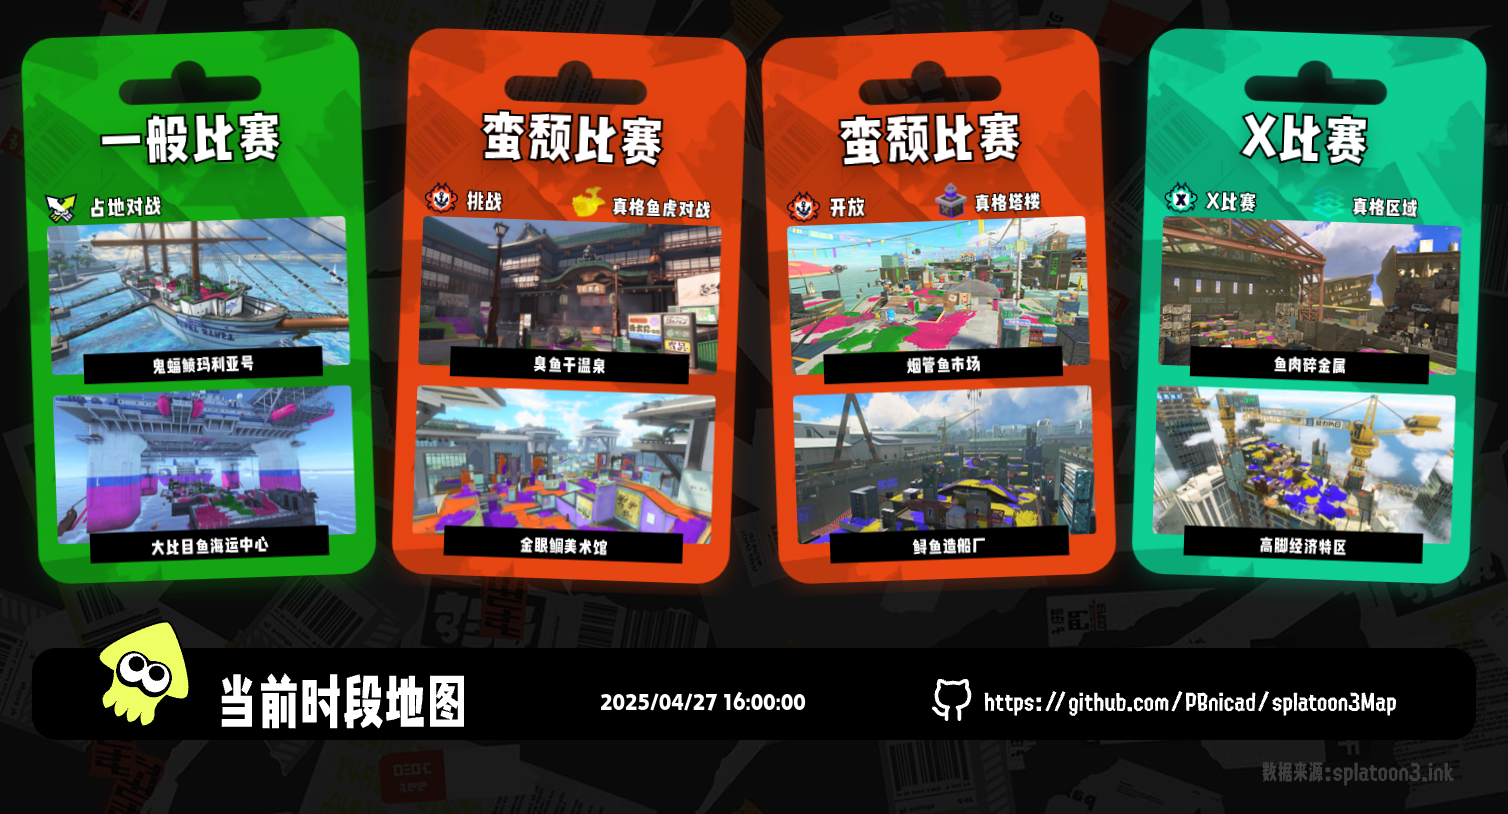 一般比赛
占地对战
鬼蝠鲼玛利亚号
大比目鱼海运中心
蛮颓比赛
挑战
真格鱼虎对战
臭鱼干温泉
金眼鲷美术馆
蛮颓比赛
开放
真格塔楼
烟管鱼市场
鲟鱼造船厂
X比赛
X比赛
真格区域
鱼肉碎金属
高脚经济特区
当前时段地图
2025/04/27 16:00:00
https://github.com/PBnicad/splatoon3Map
数据来源:splatoon3.ink